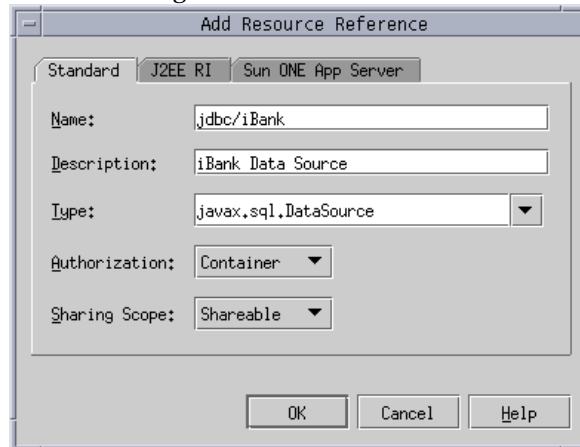 Add Resource Reference
Standard J2EE RI Sun ONE App Server
Name: jdbc/iBank
Description: iBank Data Source
Type: javax.sql.DataSource
Authorization: Container
Sharing Scope: Shareable
OK Cancel Help